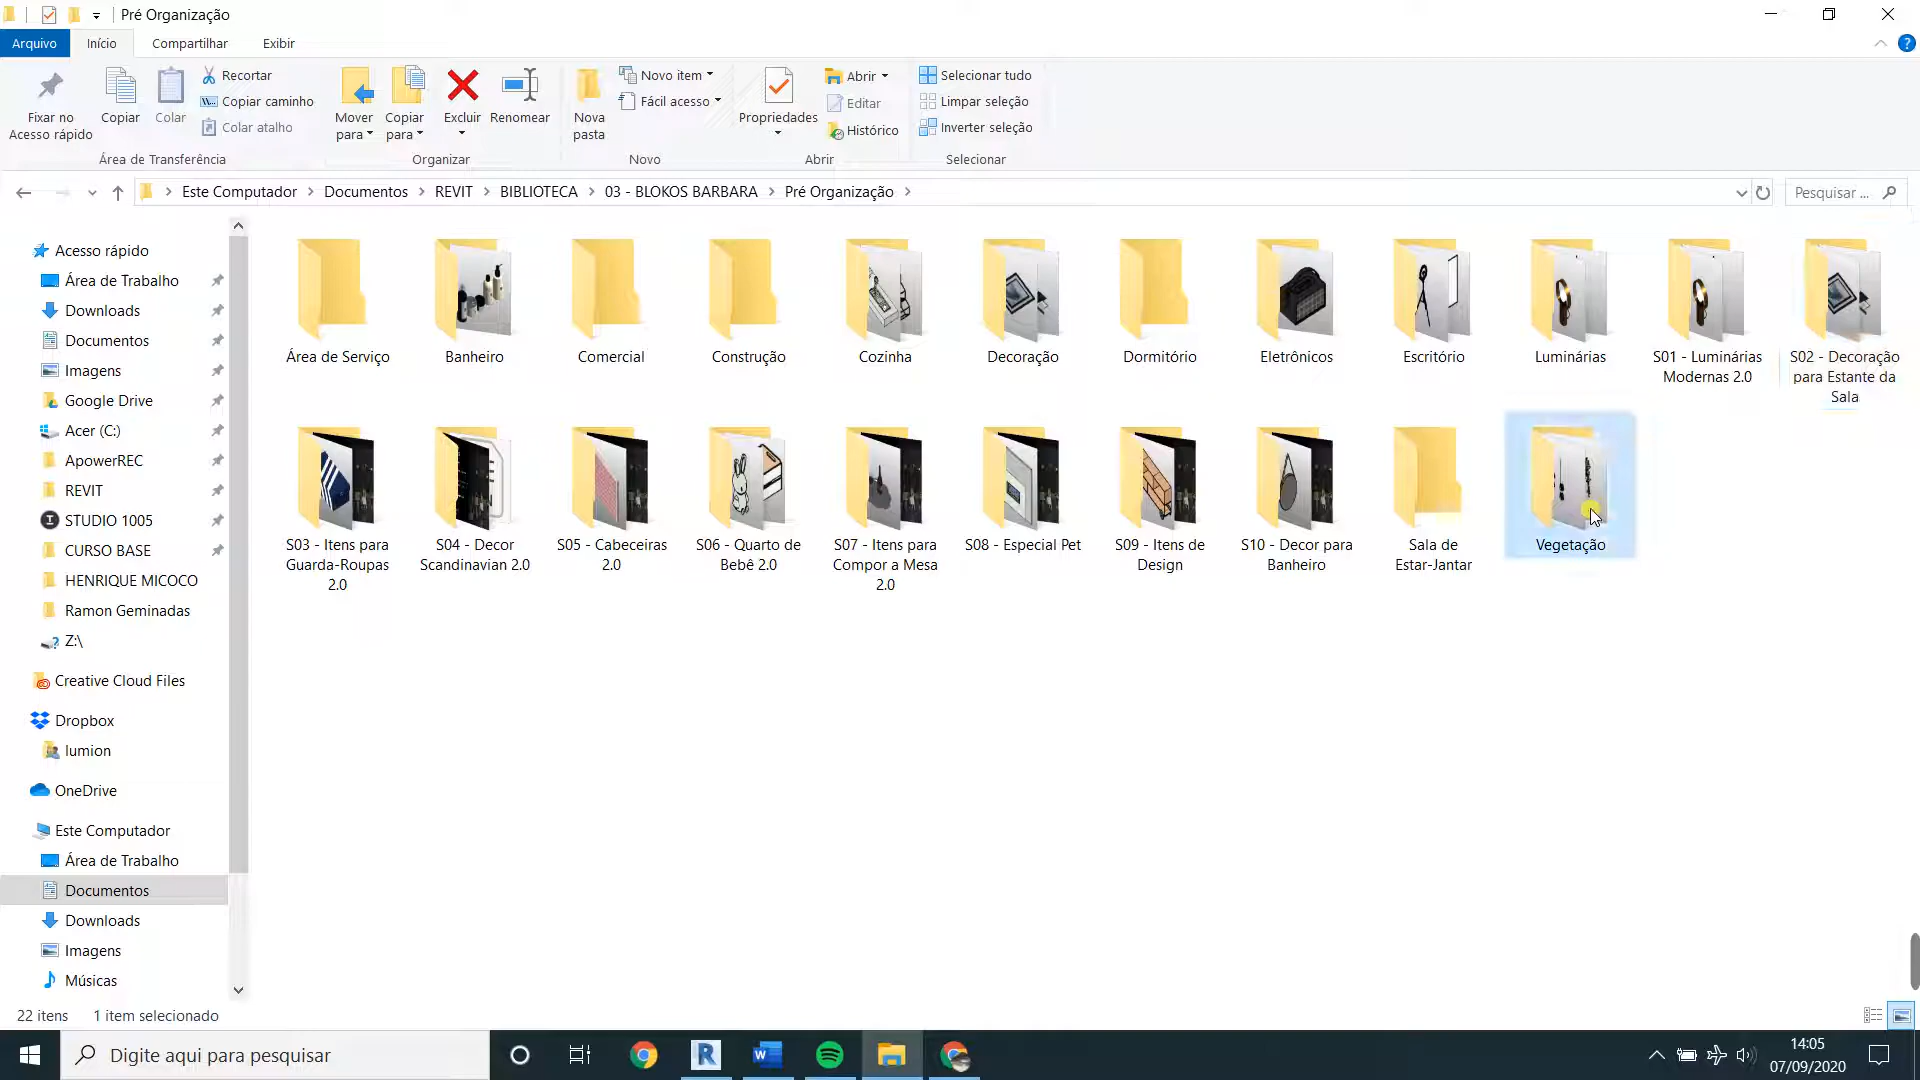 Pré Organização
Arquivo
Início
Compartilhar
Exibir
Fixar no
Acesso rápido
Copiar
Colar
Recortar
Copiar caminho
Colar atalho
Área de Transferência
Mover
para
Copiar
para
Excluir
Renomear
Organizar
Nova
pasta
Novo item
Fácil acesso
Novo
Propriedades
Abrir
Editar
Histórico
Abrir
Selecionar tudo
Limpar seleção
Inverter seleção
Selecionar
Este Computador
Documentos
REVIT
BIBLIOTECA
03 - BLOKOS BARBARA
Pré Organização
Pesquisar ...
Acesso rápido
Área de Trabalho
Downloads
Documentos
Imagens
Google Drive
Acer (C:)
ApowerREC
REVIT
STUDIO 1005
CURSO BASE
HENRIQUE MICOCO
Ramon Geminadas
Z:\
Creative Cloud Files
Dropbox
lumion
OneDrive
Este Computador
Área de Trabalho
Documentos
Downloads
Imagens
Músicas
Área de Serviço
Banheiro
Comercial
Construção
Cozinha
Decoração
Dormitório
Eletrônicos
Escritório
Luminárias
S01 - Luminárias
Modernas 2.0
S02 - Decoração
para Estante da
Sala
S03 - Itens para
Guarda-Roupas
2.0
S04 - Decor
Scandinavian 2.0
S05 - Cabeceiras
2.0
S06 - Quarto de
Bebê 2.0
S07 - Itens para
Compor a Mesa
2.0
S08 - Especial Pet
S09 - Itens de
Design
S10 - Decor para
Banheiro
Sala de
Estar-Jantar
Vegetação
22 itens
1 item selecionado
Digite aqui para pesquisar
14:05
07/09/2020